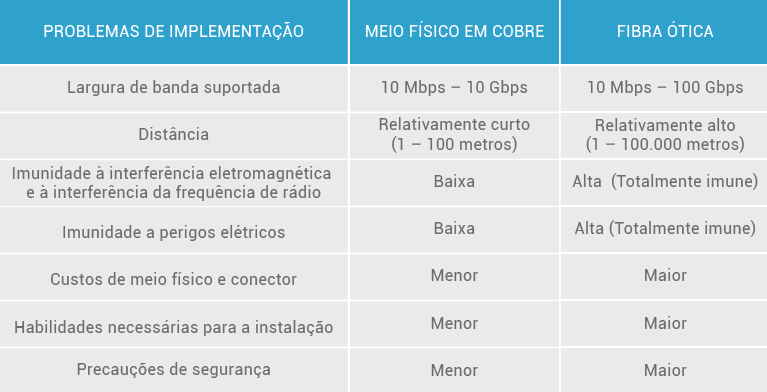 PROBLEMAS DE IMPLEMENTAÇÃO MEIO FÍSICO EM COBRE FIBRA ÓTICA
Largura de banda suportada 10 Mbps – 10 Gbps 10 Mbps – 100 Gbps
Distância
Relativamente curto
(1 – 100 metros)
Relativamente alto
(1 – 100.000 metros)
Imunidade à interferência eletromagnética
e à interferência da frequência de rádio
Baixa
Alta (Totalmente imune)
Imunidade a perigos elétricos Baixa Alta (Totalmente imune)
Custos de meio físico e conector Menor Maior
Habilidades necessárias para a instalação Menor Maior
Precauções de segurança Menor Maior